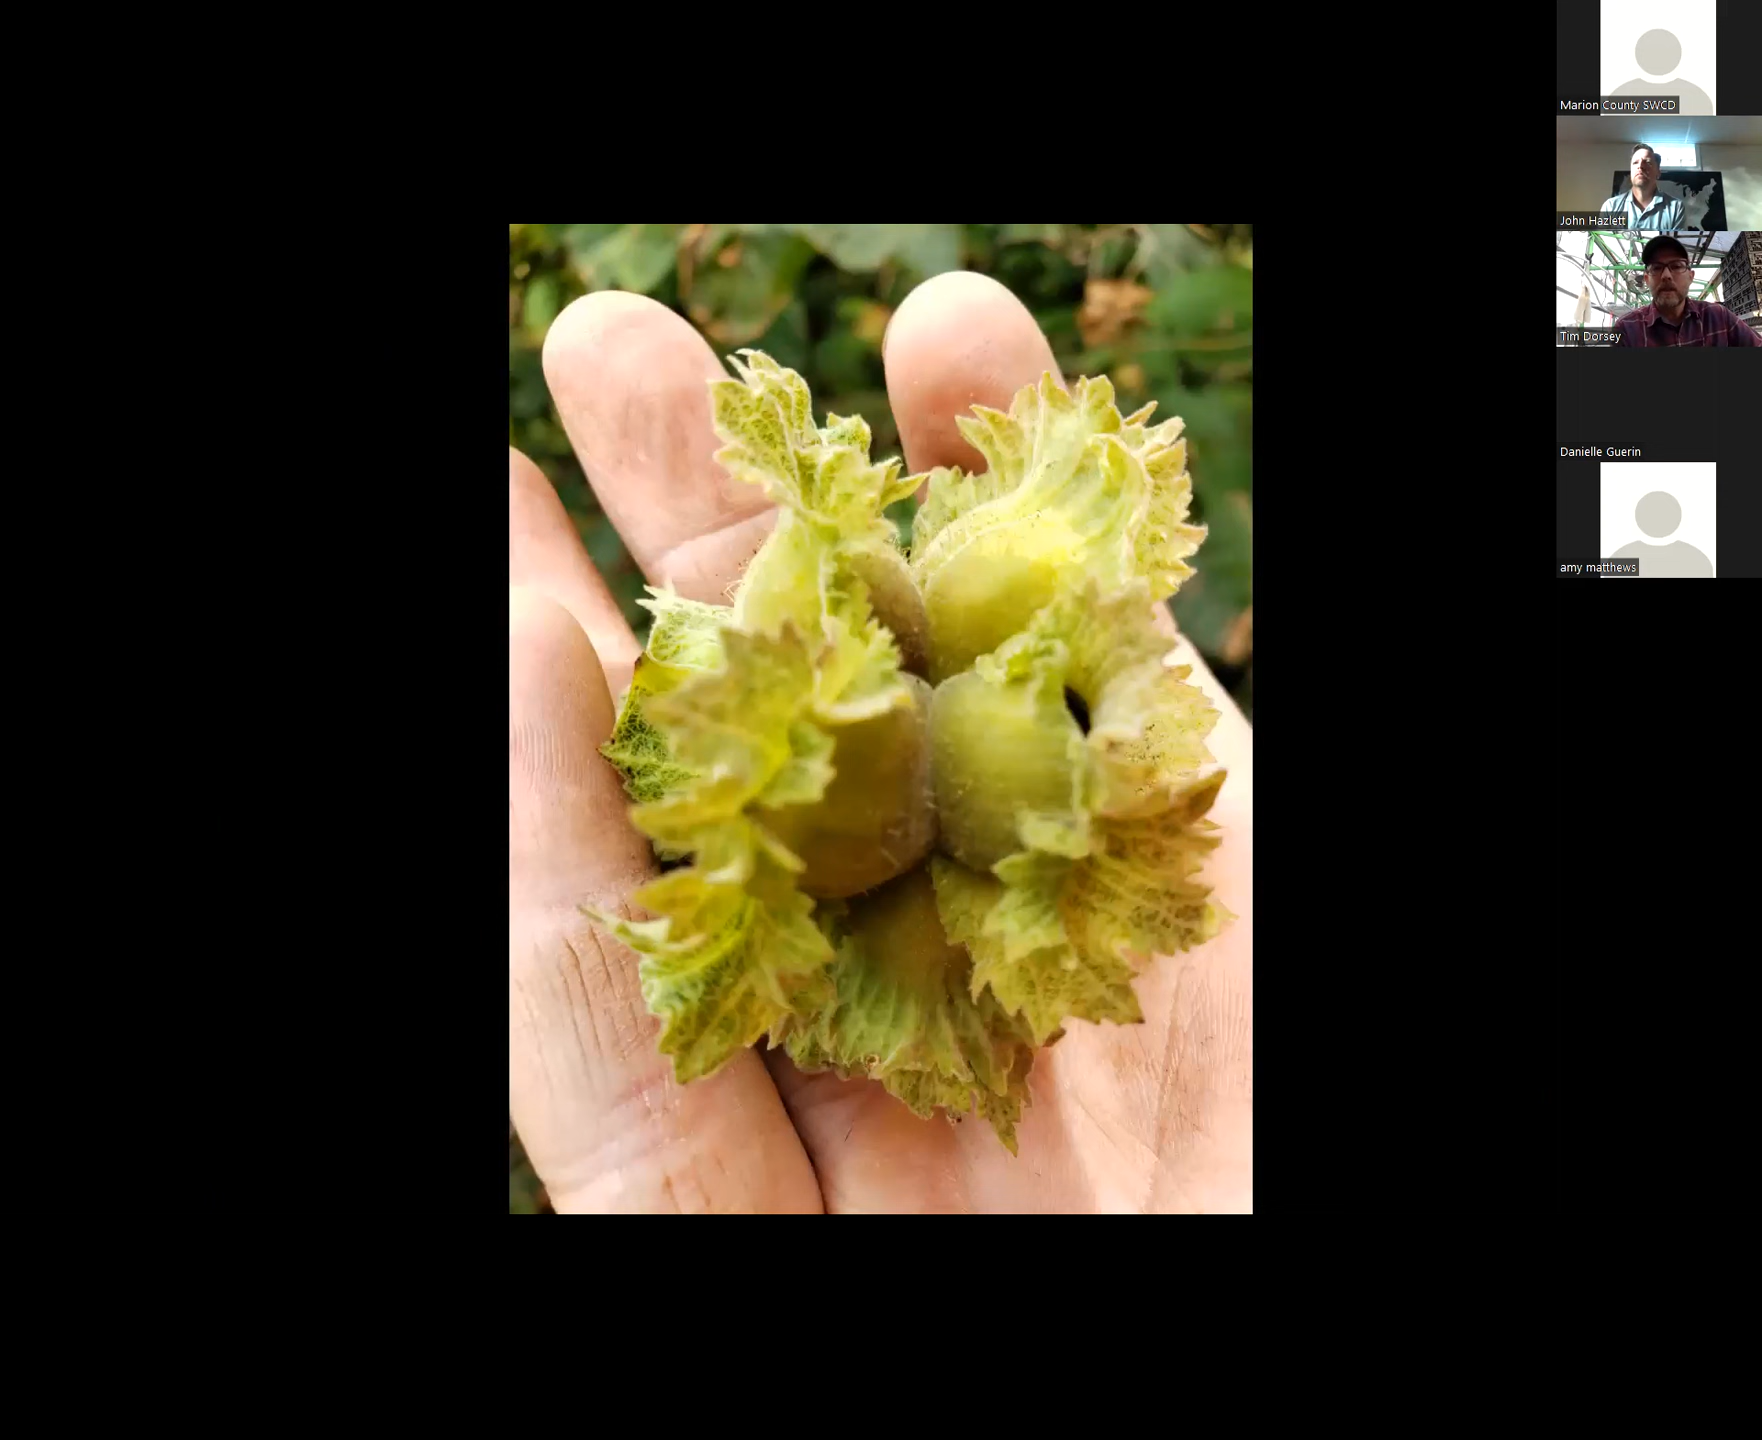 Marion County SWCD
John Hazlett
Tim Dorsey
Danielle Guerin
amy matthews